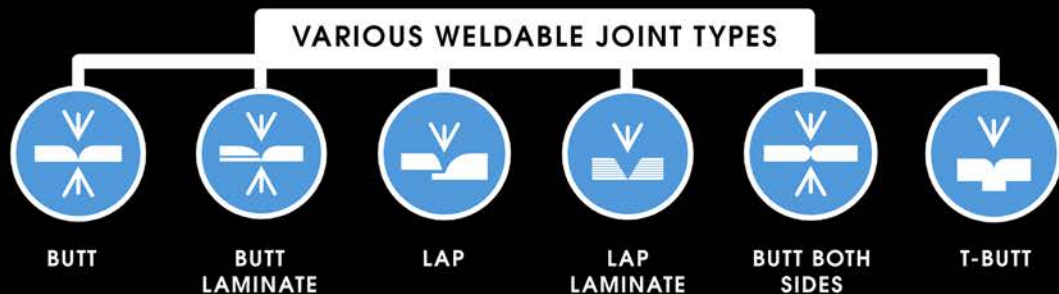 VARIOUS WELDABLE JOINT TYPES
BUTT
BUTT
LAMINATE
LAP
LAP
LAMINATE
BUTT BOTH
SIDES
T-BUTT